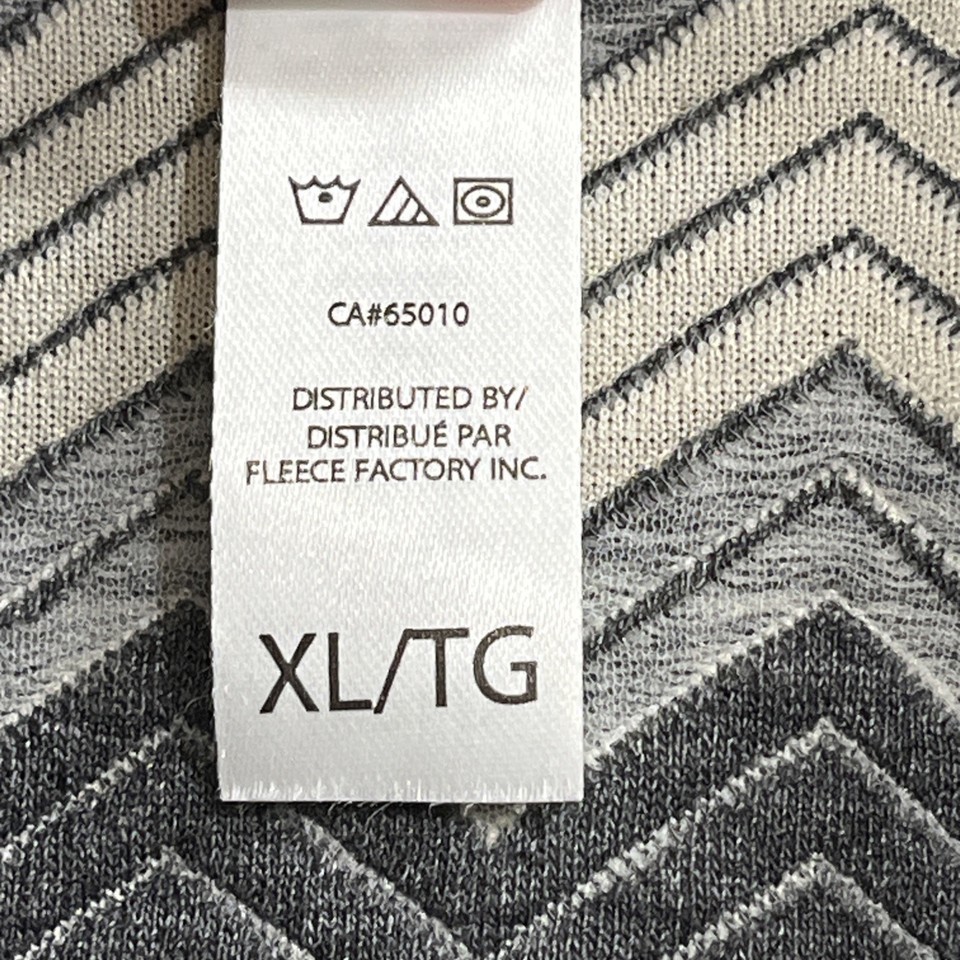 CA#65010
DISTRIBUTED BY/
DISTRIBUÉ PAR
FLEECE FACTORY INC.
XL/TG